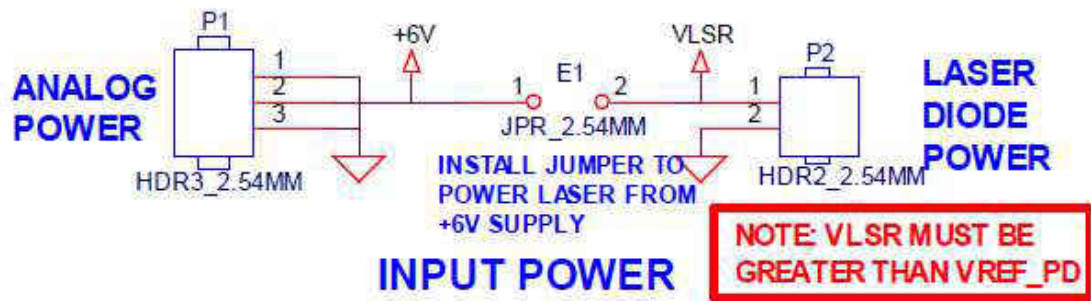 P1
1
2
3
ANALOG
POWER
HDR3_2.54MM
+6V
1
E1
2
JPR_2.54MM
INSTALL JUMPER TO
POWER LASER FROM
+6V SUPPLY
VLSR
P2
1
2
HDR2_2.54MM
LASER
DIODE
POWER
INPUT POWER
NOTE: VLSR MUST BE
GREATER THAN VREF_PD